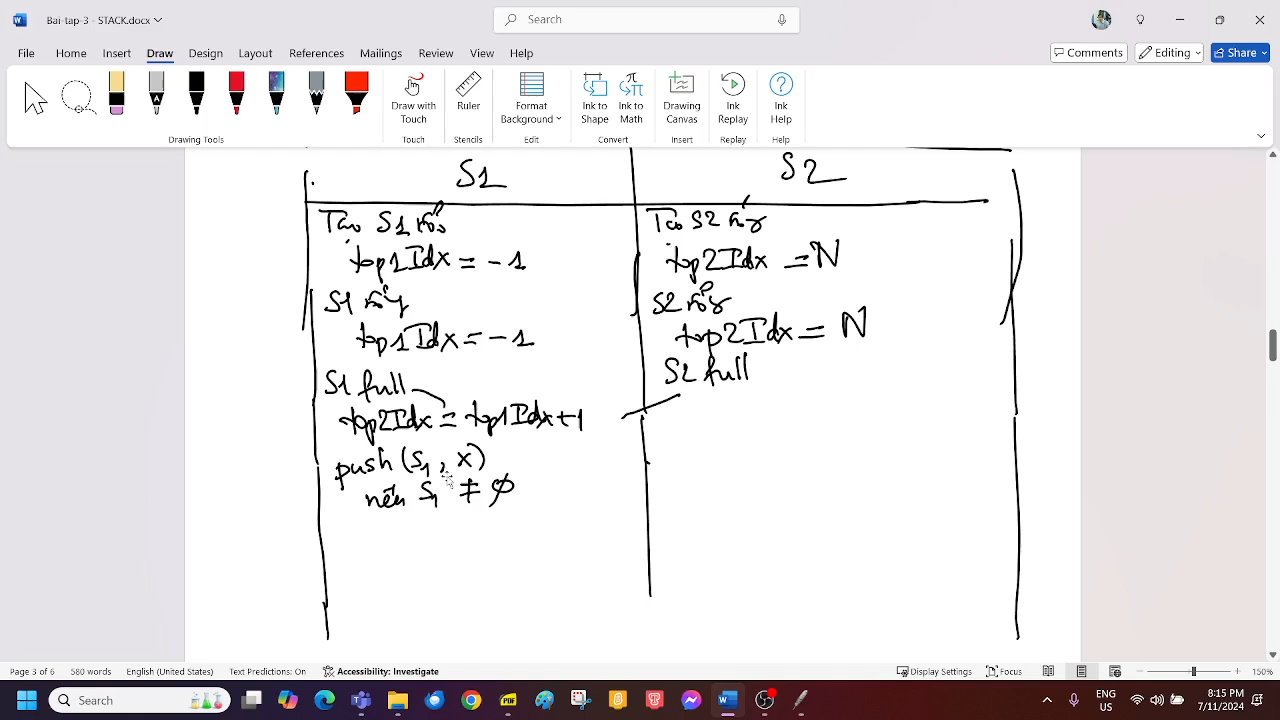 Bai-tap-3 - STACK.docx
Search
File Home Insert Draw Design Layout References Mailings Review View Help
Comments Editing Share
Draw with Touch
Ruler
Format Background
Ink to Shape
Ink to Math
Drawing Canvas
Ink Replay
Ink Help
Drawing Tools Touch Stencils Edit Convert Insert Replay Help
S1 S2
Tạo S1 rỗng
top1Idx = -1
S1 rỗng
top1Idx = -1
S1 full
top2Idx = top1Idx+1
push (S1, x)
nếu S1 ≠ ∅
Tạo S2 rỗng
top2Idx = N
S2 rỗng
top2Idx = N
S2 full
Page 3 of 6 580 words English (U.S.) Text Predictions: On Accessibility: Investigate Display Settings Focus 150%
Search
ENG US
8:15 PM
7/11/2024